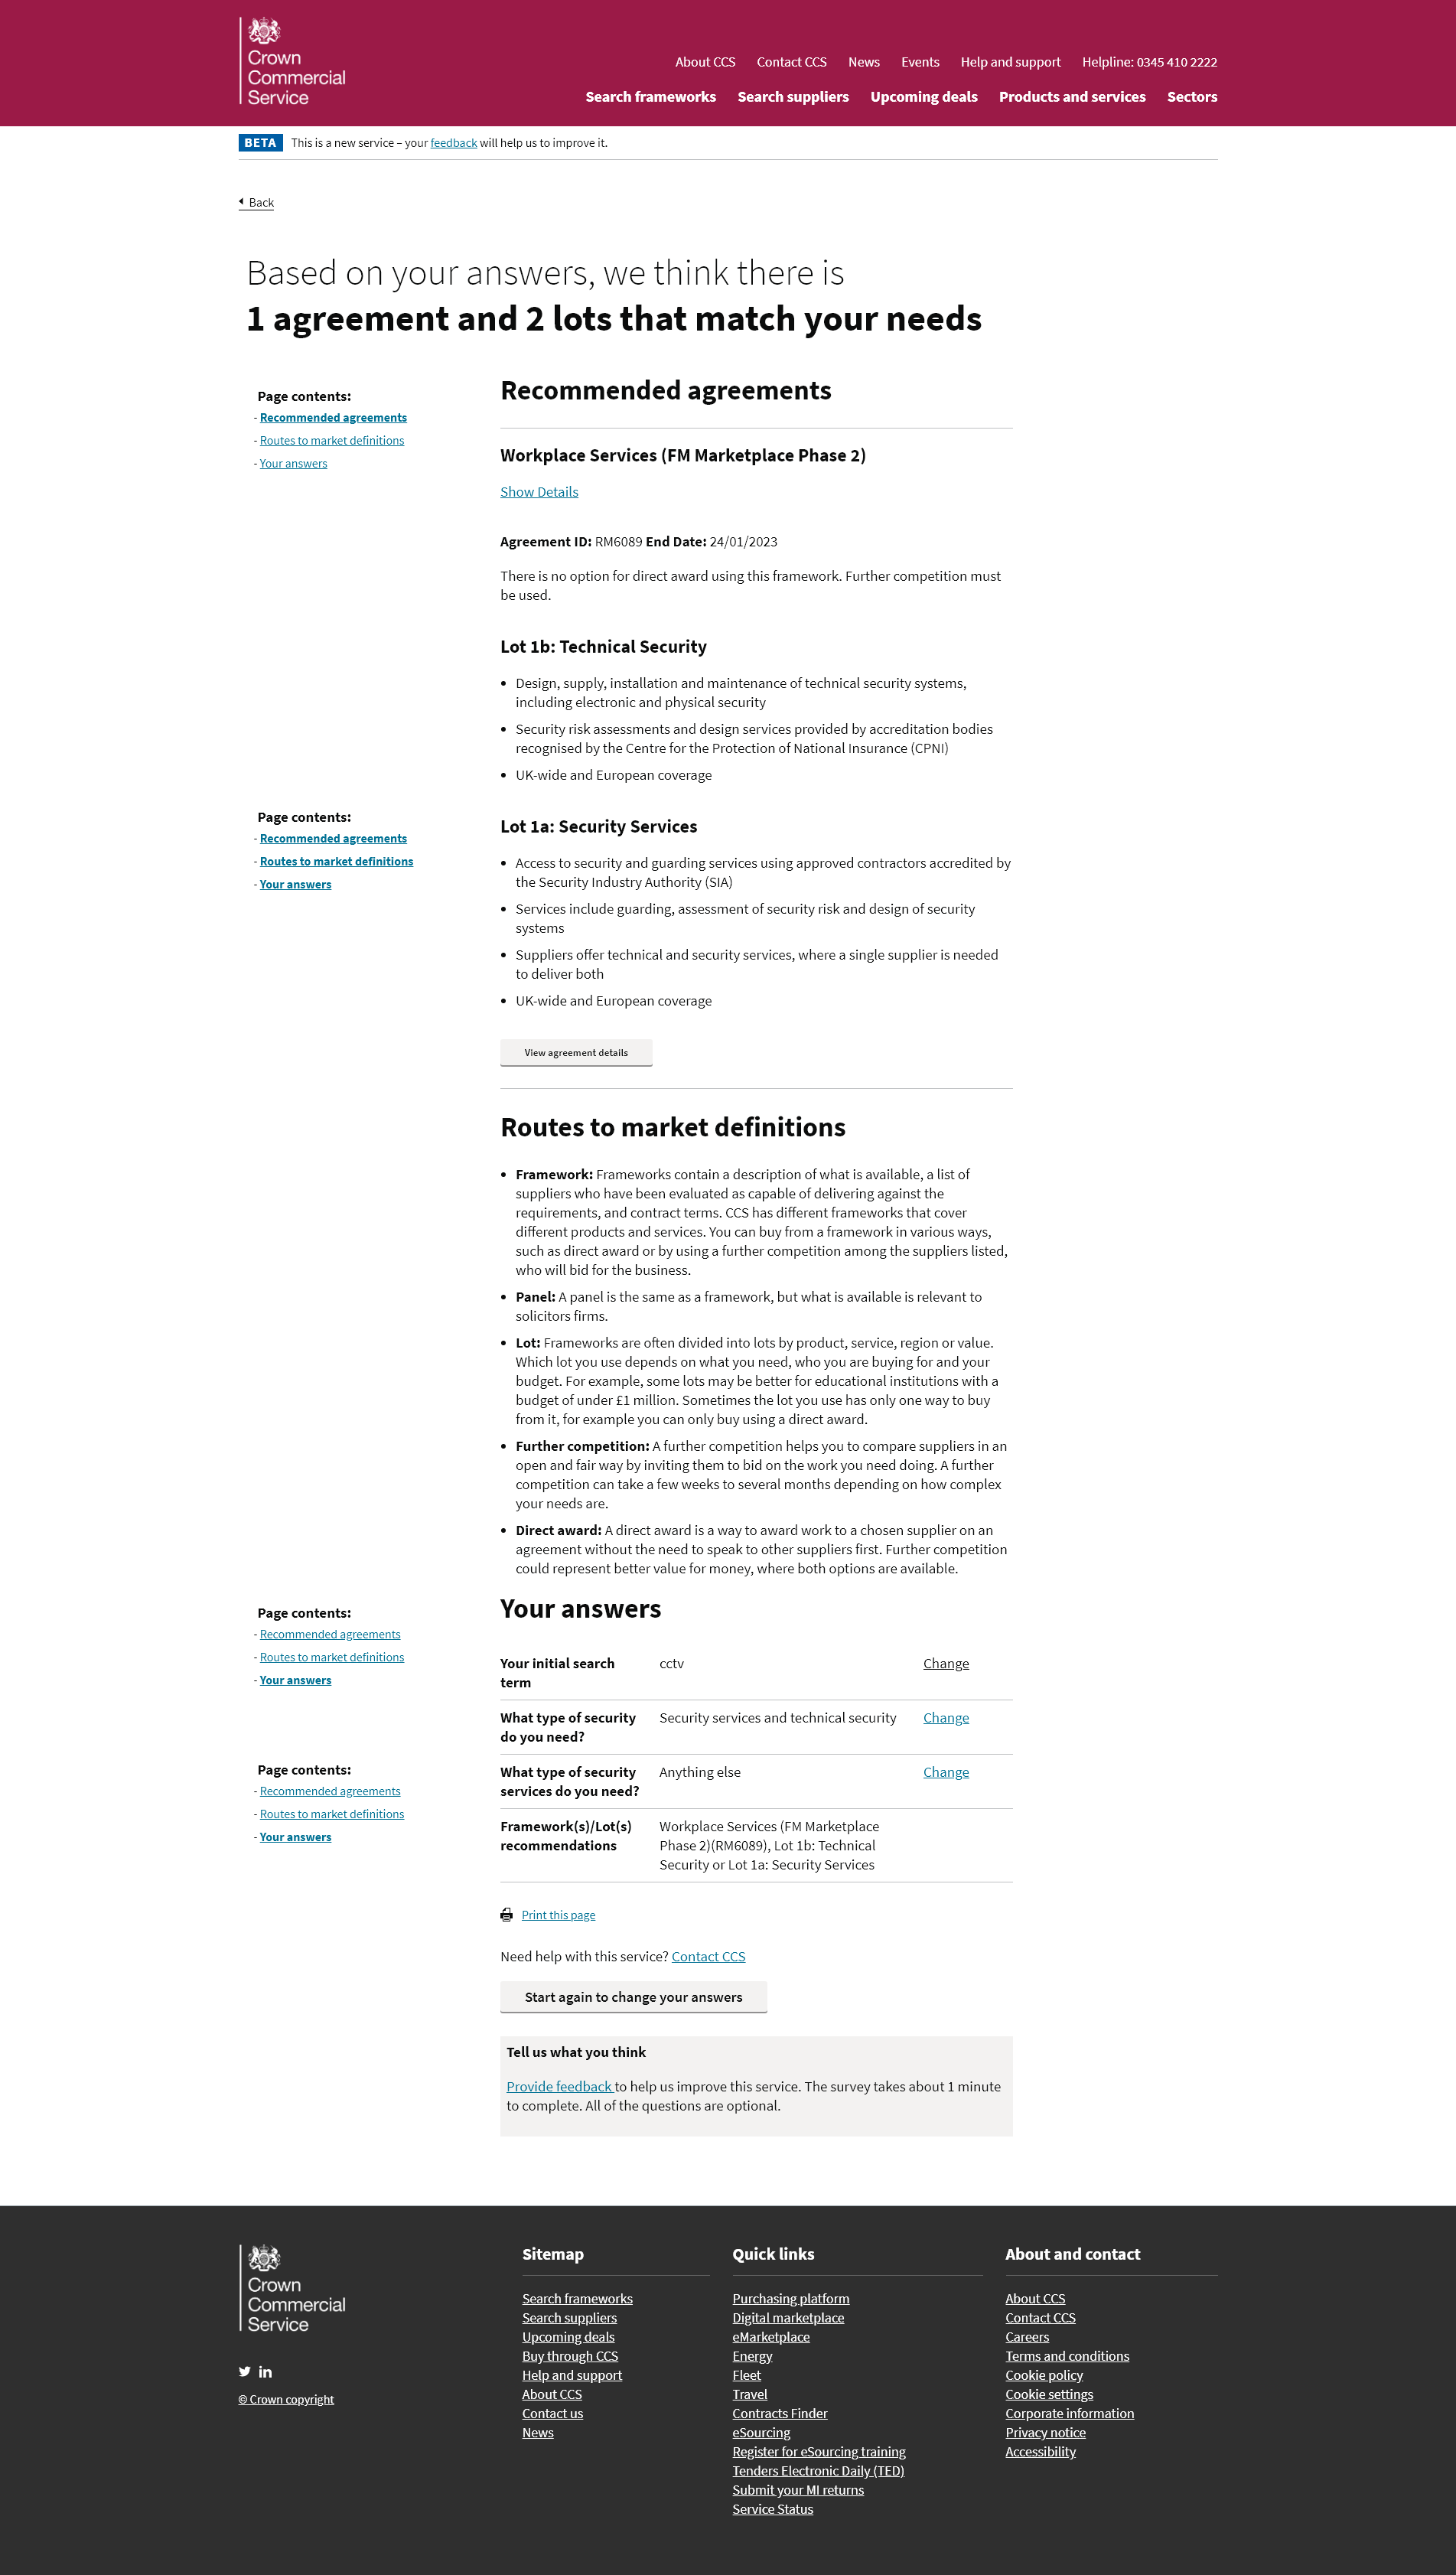 Crown
Commercial
Service
About CCS Contact CCS News Events Help and support Helpline: 0345 410 2222
Search frameworks Search suppliers Upcoming deals Products and services Sectors
BETA This is a new service – your feedback will help us to improve it.
Back
Based on your answers, we think there is
1 agreement and 2 lots that match your needs
Page contents:
- Recommended agreements
- Routes to market definitions
- Your answers
Recommended agreements
Workplace Services (FM Marketplace Phase 2)
Show Details
Agreement ID: RM6089 End Date: 24/01/2023
There is no option for direct award using this framework. Further competition must
be used.
Lot 1b: Technical Security
• Design, supply, installation and maintenance of technical security systems,
including electronic and physical security
• Security risk assessments and design services provided by accreditation bodies
recognised by the Centre for the Protection of National Insurance (CPNI)
• UK-wide and European coverage
Page contents:
- Recommended agreements
- Routes to market definitions
- Your answers
Lot 1a: Security Services
• Access to security and guarding services using approved contractors accredited by
the Security Industry Authority (SIA)
• Services include guarding, assessment of security risk and design of security
systems
• Suppliers offer technical and security services, where a single supplier is needed
to deliver both
• UK-wide and European coverage
View agreement details
Routes to market definitions
• Framework: Frameworks contain a description of what is available, a list of
suppliers who have been evaluated as capable of delivering against the
requirements, and contract terms. CCS has different frameworks that cover
different products and services. You can buy from a framework in various ways,
such as direct award or by using a further competition among the suppliers listed,
who will bid for the business.
• Panel: A panel is the same as a framework, but what is available is relevant to
solicitors firms.
• Lot: Frameworks are often divided into lots by product, service, region or value.
Which lot you use depends on what you need, who you are buying for and your
budget. For example, some lots may be better for educational institutions with a
budget of under £1 million. Sometimes the lot you use has only one way to buy
from it, for example you can only buy using a direct award.
• Further competition: A further competition helps you to compare suppliers in an
open and fair way by inviting them to bid on the work you need doing. A further
competition can take a few weeks to several months depending on how complex
your needs are.
• Direct award: A direct award is a way to award work to a chosen supplier on an
agreement without the need to speak to other suppliers first. Further competition
could represent better value for money, where both options are available.
Page contents:
- Recommended agreements
- Routes to market definitions
- Your answers
Your answers
Your initial search cctv Change
term
What type of security Security services and technical security Change
do you need?
Page contents:
- Recommended agreements
- Routes to market definitions
- Your answers
What type of security Anything else Change
services do you need?
Framework(s)/Lot(s) Workplace Services (FM Marketplace
recommendations Phase 2)(RM6089), Lot 1b: Technical
Security or Lot 1a: Security Services
Print this page
Need help with this service? Contact CCS
Start again to change your answers
Tell us what you think
Provide feedback to help us improve this service. The survey takes about 1 minute
to complete. All of the questions are optional.
Crown
Commercial
Service
© Crown copyright
Sitemap
Search frameworks
Search suppliers
Upcoming deals
Buy through CCS
Help and support
About CCS
Contact us
News
Quick links
Purchasing platform
Digital marketplace
eMarketplace
Energy
Fleet
Travel
Contracts Finder
eSourcing
Register for eSourcing training
Tenders Electronic Daily (TED)
Submit your MI returns
Service Status
About and contact
About CCS
Contact CCS
Careers
Terms and conditions
Cookie policy
Cookie settings
Corporate information
Privacy notice
Accessibility